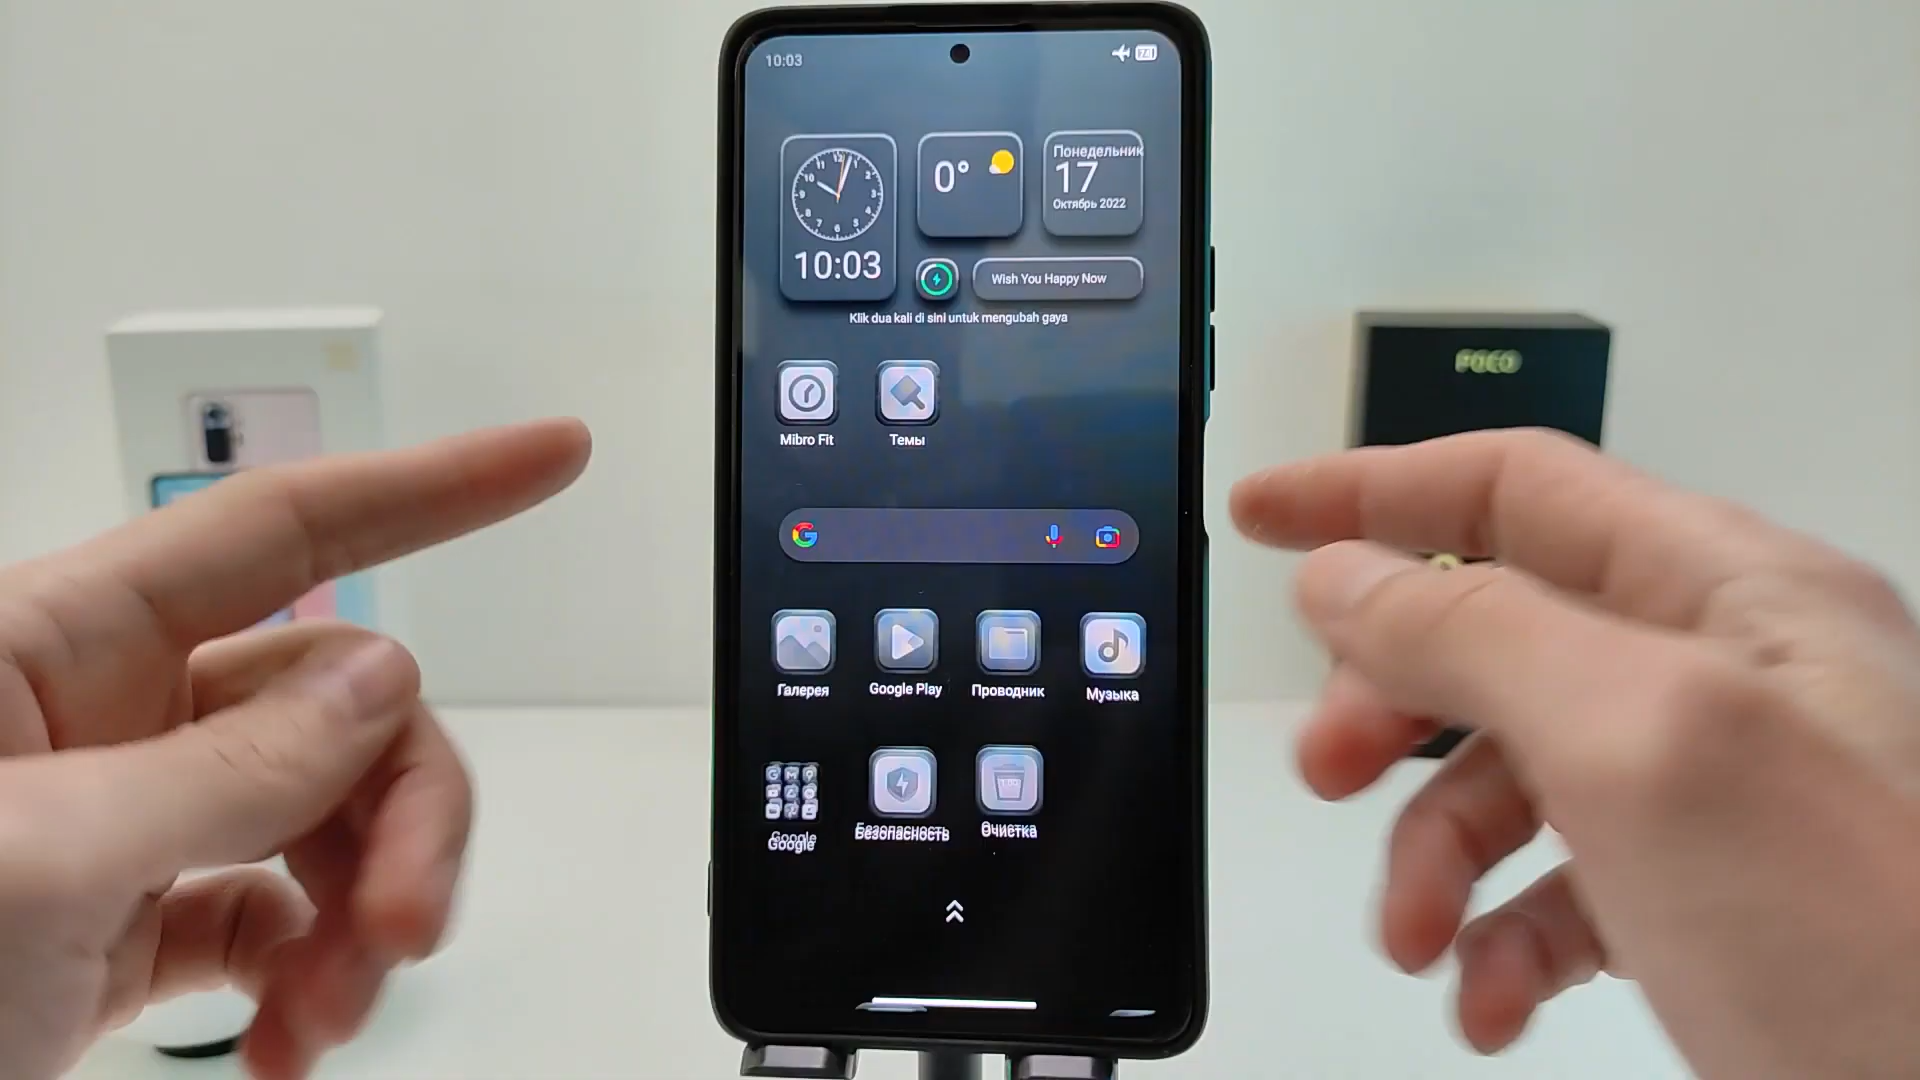 10:03
10:03
0°
Понедельник
17
Октябрь 2022
Wish You Happy Now
Klik dua kali di sini untuk mengubah gaya
Mibro Fit
Темы
Галерея
Google Play
Проводник
Музыка
Google
Безопасность
Очистка
POCO